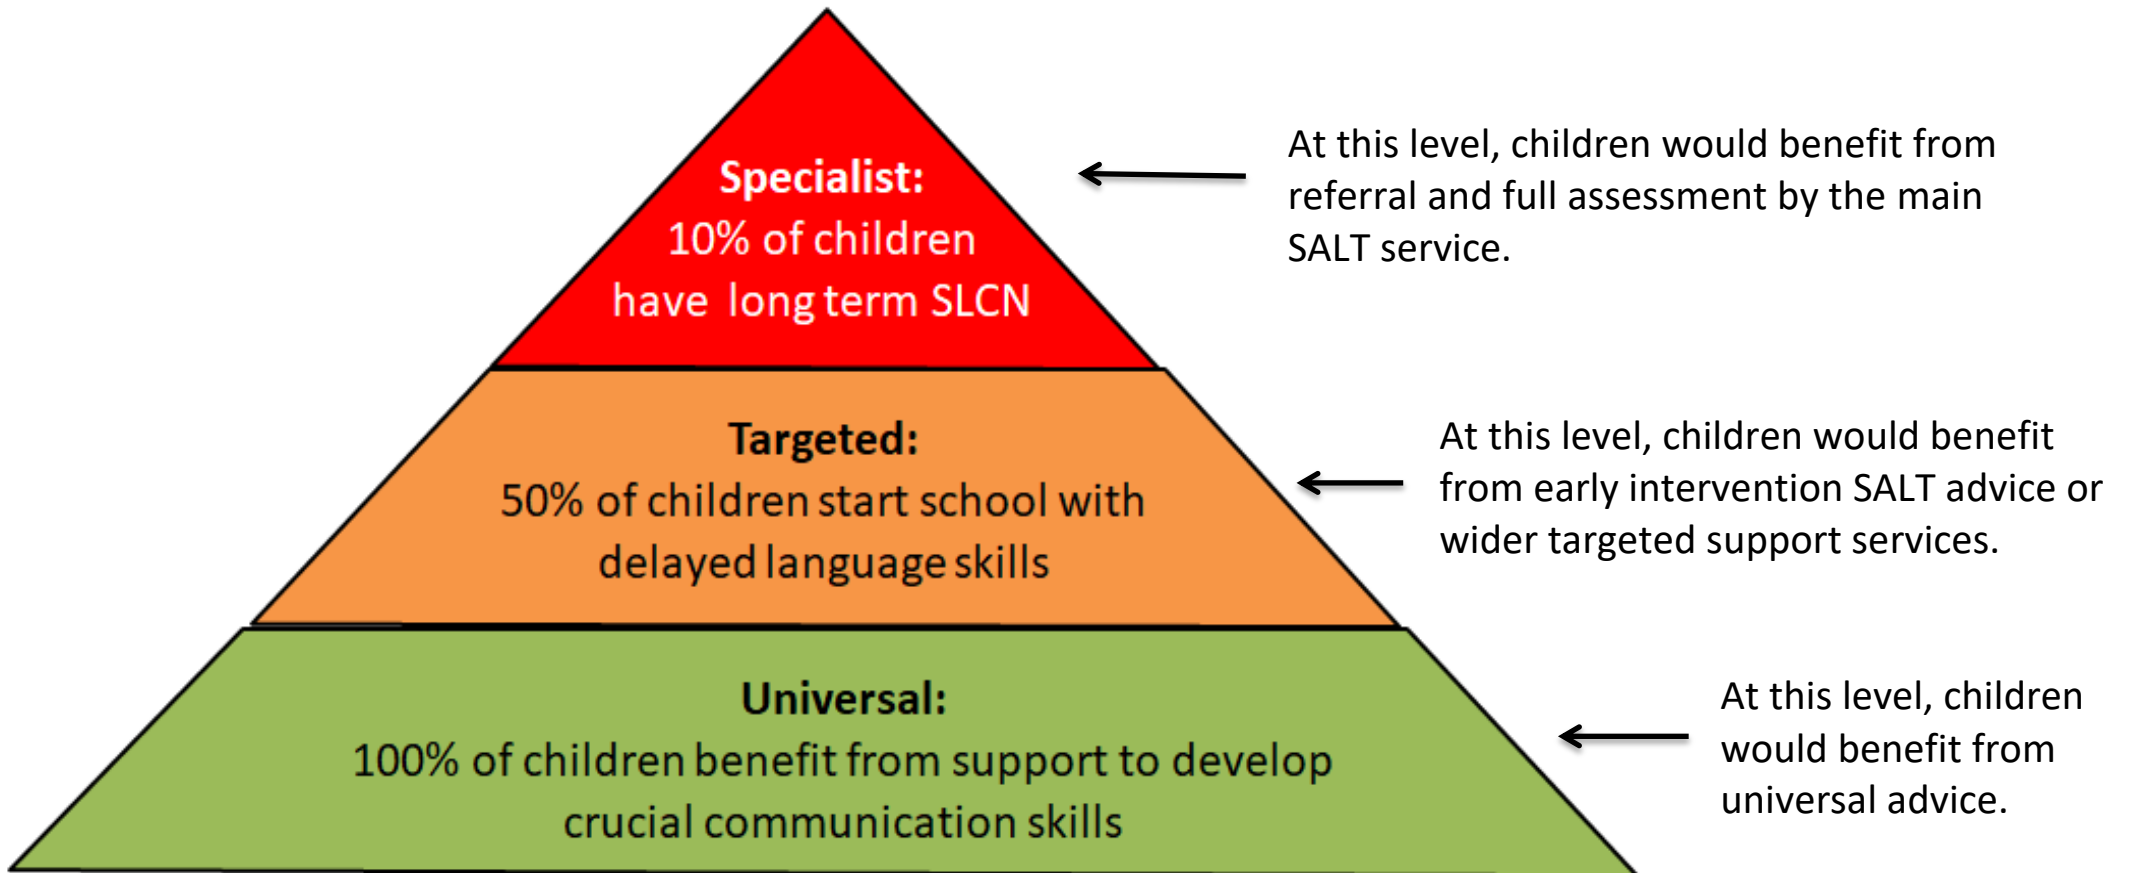 Specialist:
10% of children
have long term SLCN
At this level, children would benefit from
referral and full assessment by the main
SALT service.
Targeted:
50% of children start school with
delayed language skills
At this level, children would benefit
from early intervention SALT advice or
wider targeted support services.
Universal:
100% of children benefit from support to develop
crucial communication skills
At this level, children
would benefit from
universal advice.